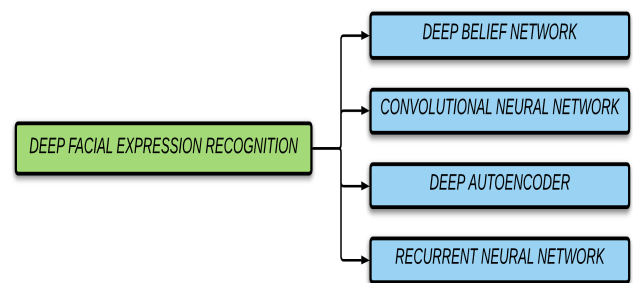 DEEP BELIEF NETWORK
CONVOLUTIONAL NEURAL NETWORK
DEEP FACIAL EXPRESSION RECOGNITION
DEEP AUTOENCODER
RECURRENT NEURAL NETWORK